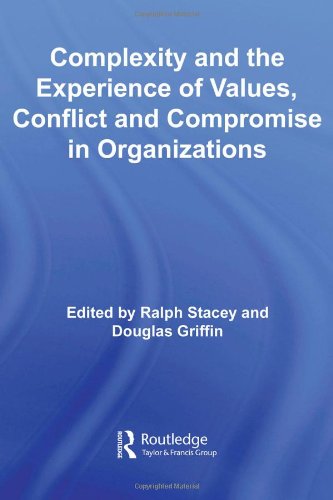 Complexity and the
Experience of Values,
Conflict and Compromise
in Organizations
Edited by Ralph Stacey and
Douglas Griffin
ROUTLEDGE
Routledge
Taylor & Francis Group